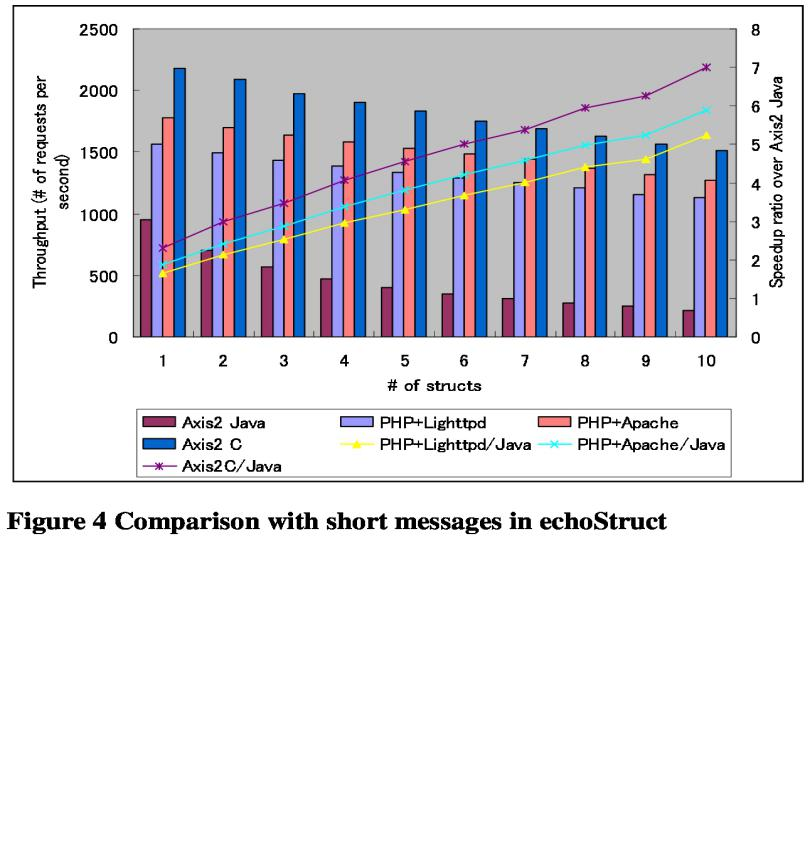 2500
2000
1500
1000
500
0
Throughput (# of requests per
second)
8
7
6
5
4
3
2
1
0
Speedup ratio over Axis2 Java
1 2 3 4 5 6 7 8 9 10
# of structs
Axis2 Java PHP+Lighttpd PHP+Apache
Axis2 C PHP+Lighttpd/Java PHP+Apache/Java
Axis2C/Java
Figure 4 Comparison with short messages in echoStruct